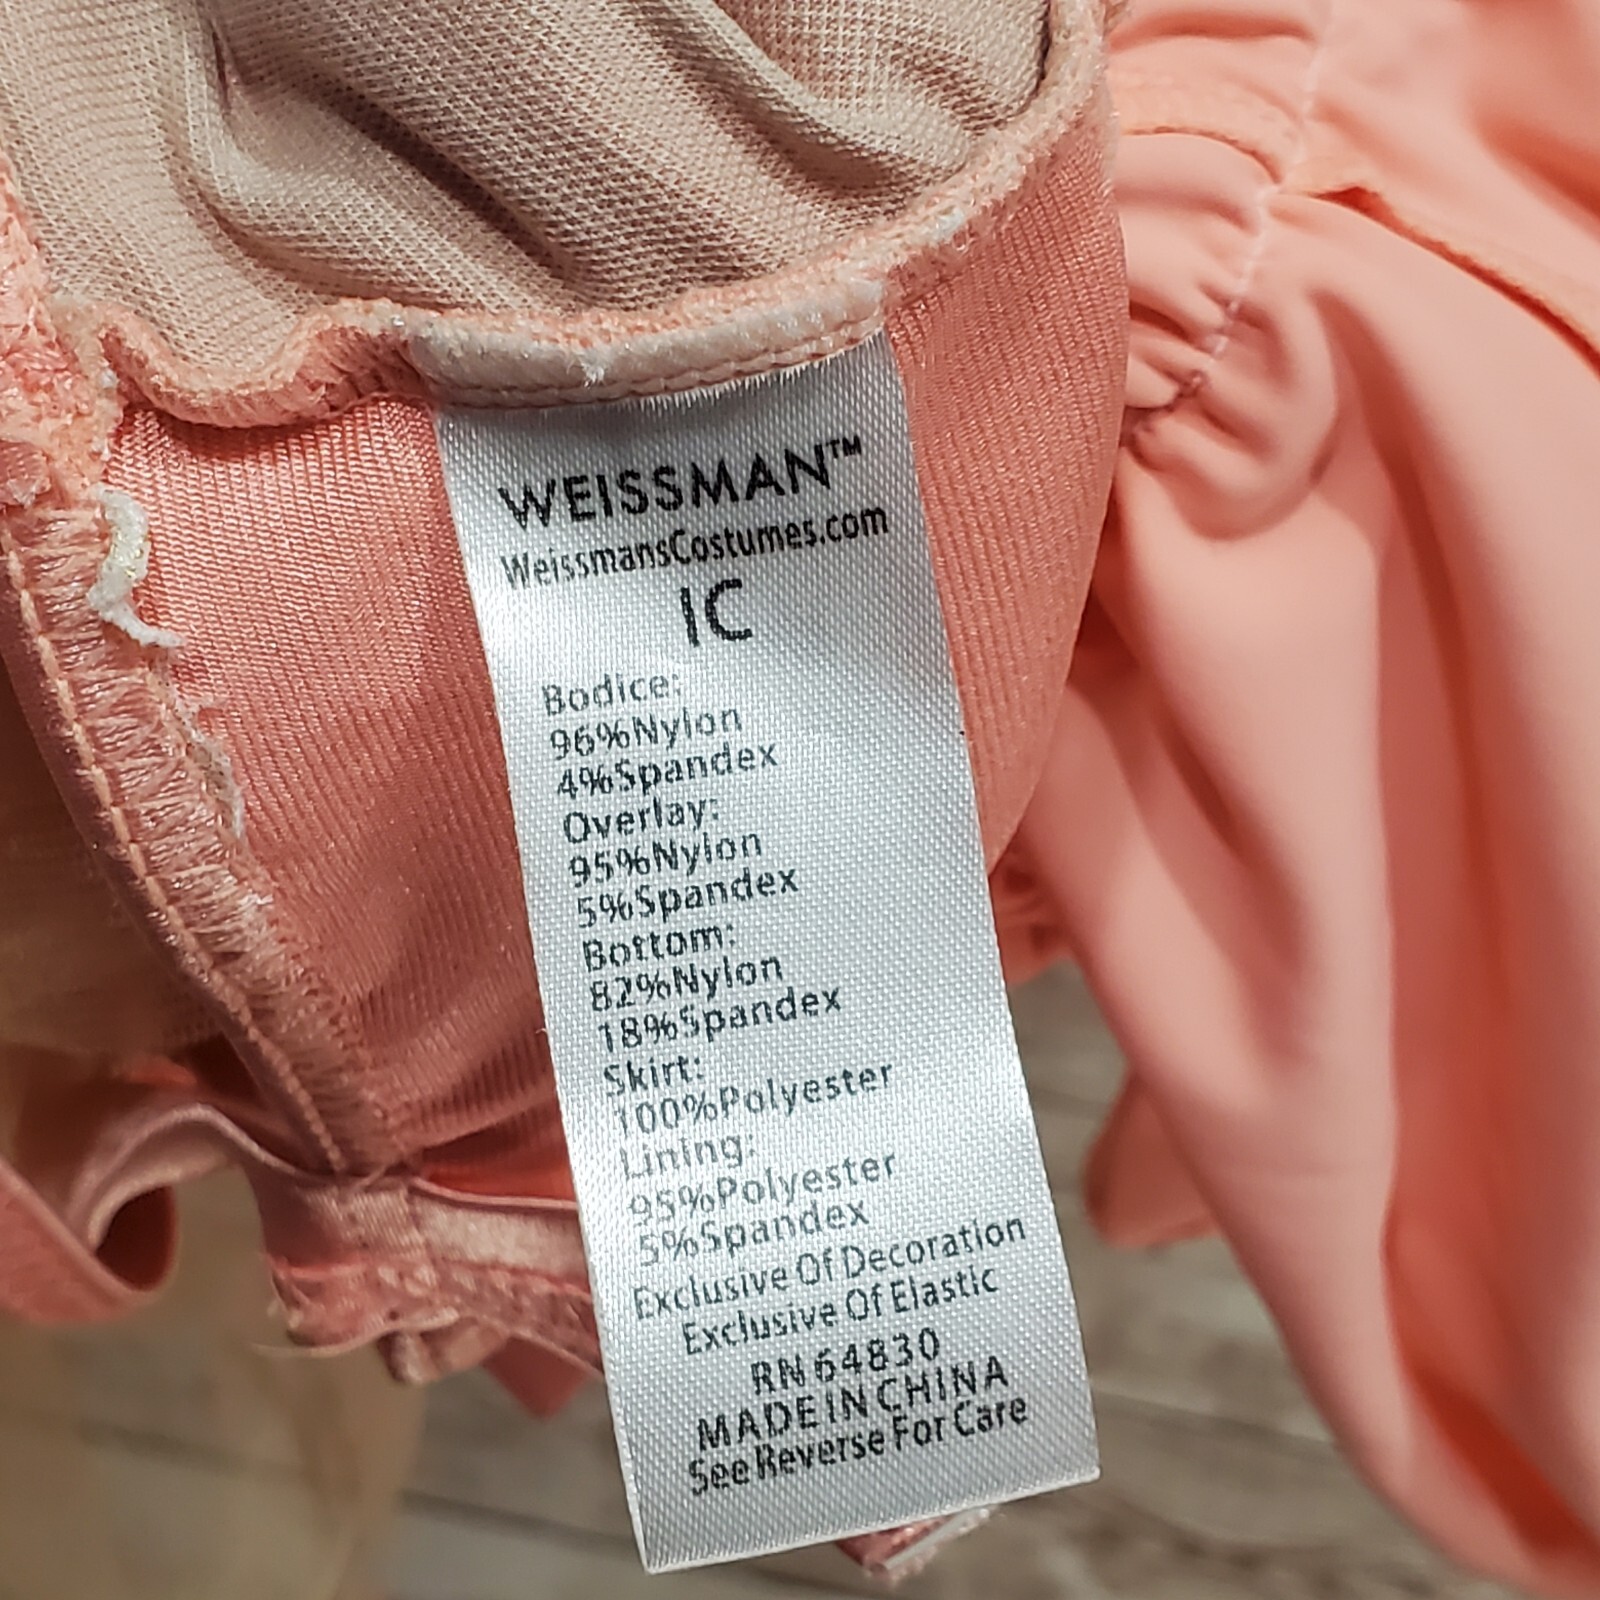 WEISSMAN™
WeissmansCostumes.com
IC
Bodice:
96%Nylon
4%Spandex
Overlay:
95%Nylon
5%Spandex
Bottom:
82%Nylon
18%Spandex
Skirt:
100%Polyester
Lining:
95%Polyester
5%Spandex
Exclusive Of Decoration
Exclusive Of Elastic
RN 64830
MADE IN CHINA
See Reverse For Care